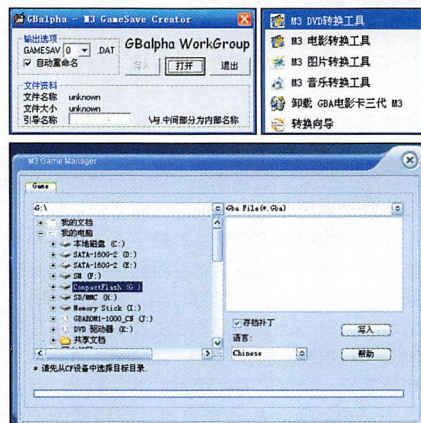 GBalpha - M3 GameSave Creator
输出选项
GAMESAV 0 .DAT
自动重命名
GBalpha WorkGroup
写入 打开 退出
文件资料
文件名称 unknown
文件大小 unknown
引导名称 \与.中间部分为内部名称
M3 DVD转换工具
M3 电影转换工具
M3 图片转换工具
M3 音乐转换工具
卸载 GBA电影卡三代 M3
转换向导
M3 Game Manager
Game
G:\
Gba File(*.Gba)
我的文档
我的电脑
本地磁盘 (C:)
SATA-160G-2 (D:)
SATA-160G-2 (E:)
SM (F:)
CompactFlash (G:)
SD/MMC (H:)
Memory Stick (I:)
GBAROM1-1000_CN (J:)
DVD 驱动器 (K:)
共享文档
存档补丁
语言:
Chinese
写入
帮助
* 请先从CF设备中选择目标目录.